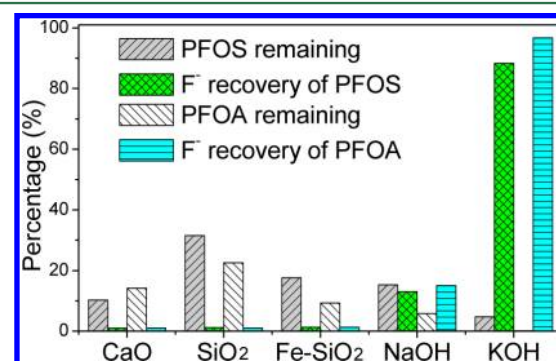 Percentage (%)
100
80
60
40
20
0
PFOS remaining
F⁻ recovery of PFOS
PFOA remaining
F⁻ recovery of PFOA
CaO SiO₂ Fe-SiO₂ NaOH KOH